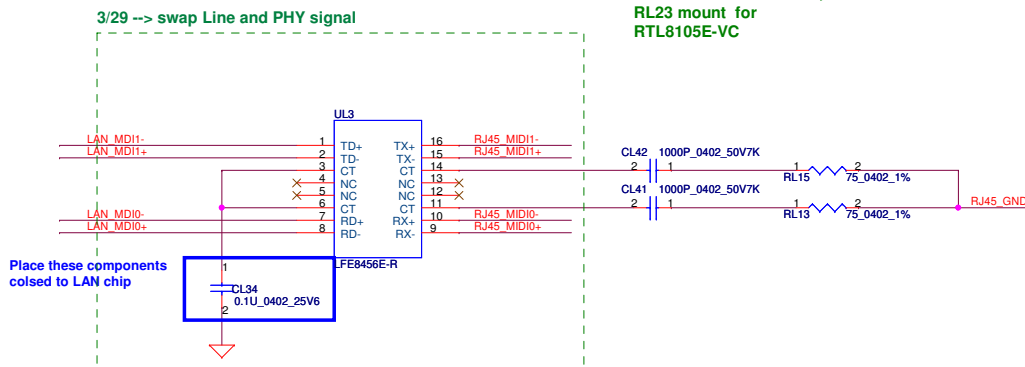 3/29 --> swap Line and PHY signal
RL23 mount for
RTL8105E-VC
UL3
LAN_MDI1- 1 TD+ TX+ 16 RJ45_MIDI1-
LAN_MDI1+ 2 TD- TX- 15 RJ45_MIDI1+
3 CT CT 14
4 NC NC 13
5 NC NC 12
6 CT CT 11
LAN_MDI0- 7 RD+ RX+ 10 RJ45_MIDI0-
LAN_MDI0+ 8 RD- RX- 9 RJ45_MIDI0+
LFE8456E-R
CL42 1000P_0402_50V7K
2 1 1 2
RL15 75_0402_1%
CL41 1000P_0402_50V7K
2 1 1 2
RL13 75_0402_1%
RJ45_GND
Place these components
colsed to LAN chip
1
CL34
0.1U_0402_25V6
2